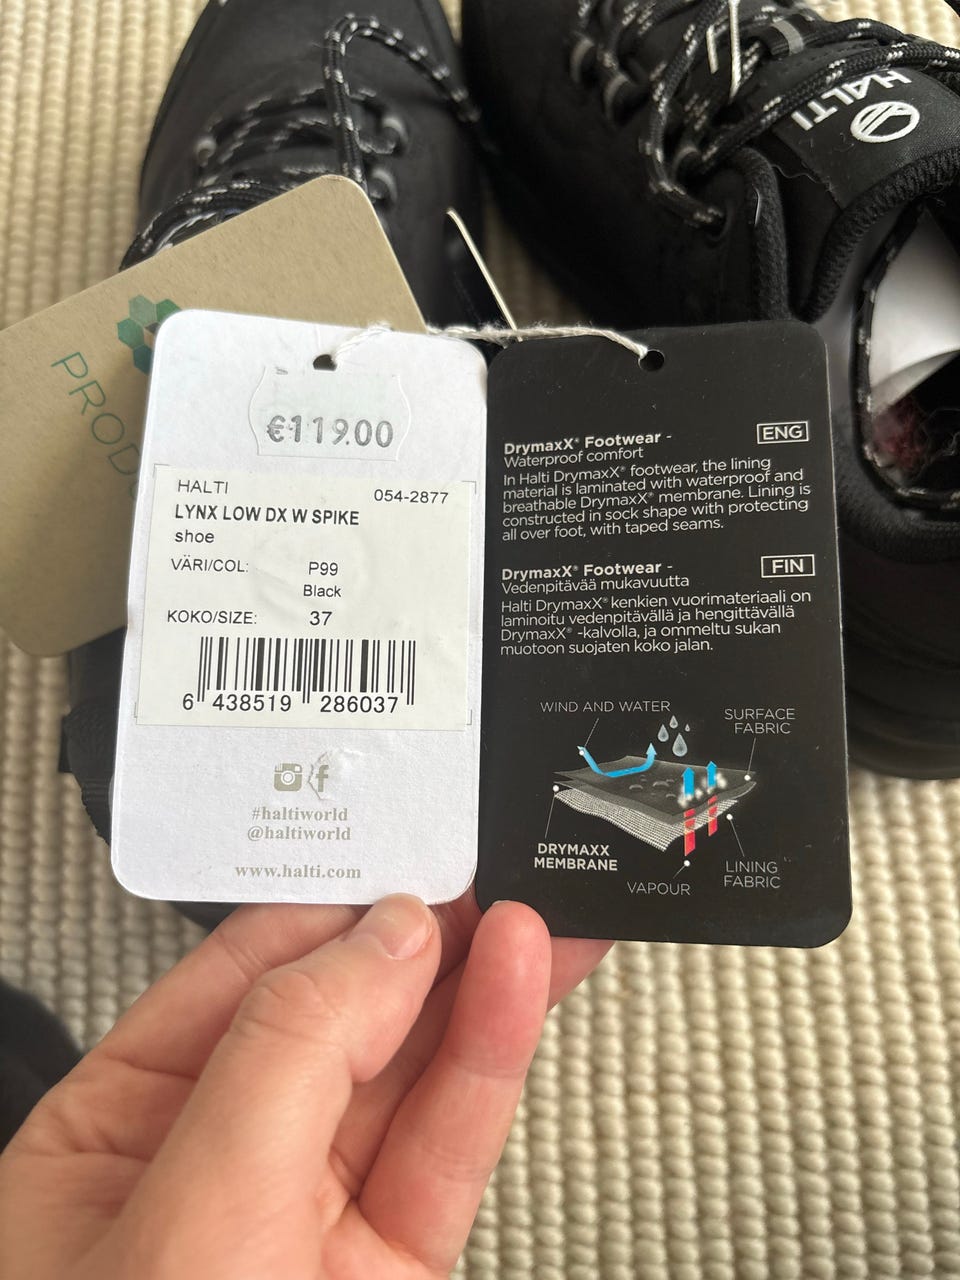 HALTI
PROD
€119.00
HALTI 054-2877
LYNX LOW DX W SPIKE
shoe
VÄRI/COL: P99
Black
KOKO/SIZE: 37
6 438519 286037
#haltiworld
@haltiworld
www.halti.com
ENG
DrymaxX® Footwear -
Waterproof comfort
In Halti DrymaxX® footwear, the lining
material is laminated with waterproof and
breathable DrymaxX® membrane. Lining is
constructed in sock shape with protecting
all over foot, with taped seams.
FIN
DrymaxX® Footwear -
Vedenpitävää mukavuutta
Halti DrymaxX® kenkien vuorimateriaali on
laminoitu vedenpitävällä ja hengittävällä
DrymaxX® -kalvolla, ja ommeltu sukan
muotoon suojaten koko jalan.
WIND AND WATER
SURFACE
FABRIC
DRYMAXX
MEMBRANE
VAPOUR
LINING
FABRIC